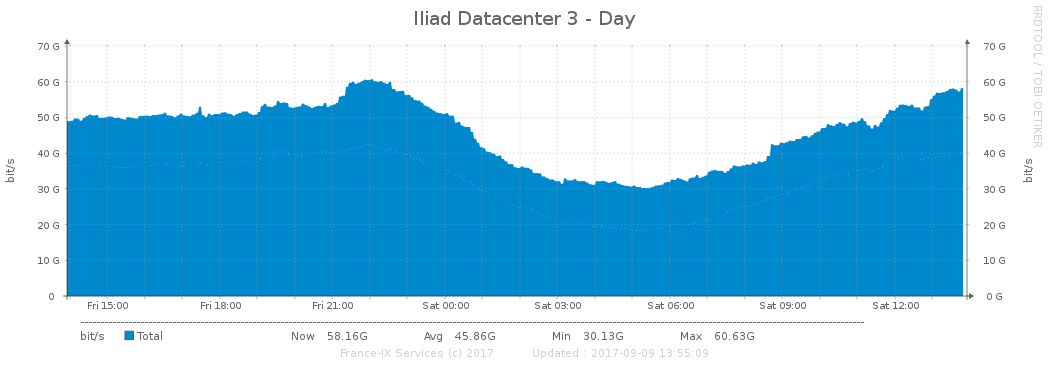 Iliad Datacenter 3 - Day
RRDTOOL / TOBI OETIKER
70 G 70 G
60 G 60 G
50 G 50 G
40 G 40 G
30 G 30 G
20 G 20 G
10 G 10 G
0 0 G
bit/s bit/s
Fri 15:00 Fri 18:00 Fri 21:00 Sat 00:00 Sat 03:00 Sat 06:00 Sat 09:00 Sat 12:00
bit/s Total Now 58.16G Avg 45.86G Min 30.13G Max 60.63G
France-IX Services (c) 2017 Updated : 2017-09-09 13:55:09